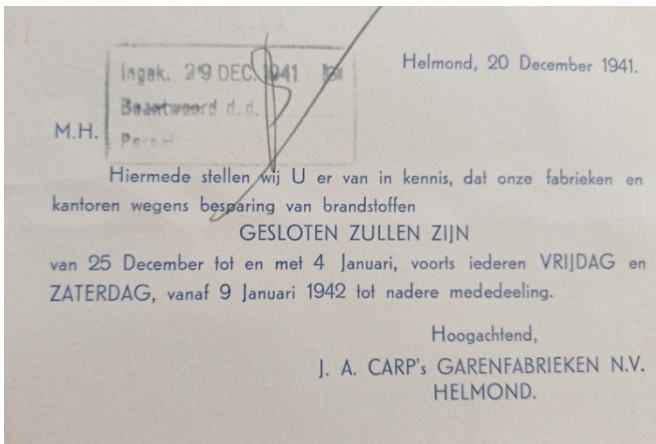 Helmond, 20 December 1941.
Ingek. 29 DEC. 1941
Beantwoord d. d.
M.H.
Hiermede stellen wij U er van in kennis, dat onze fabrieken en
kantoren wegens besparing van brandstoffen
GESLOTEN ZULLEN ZIJN
van 25 December tot en met 4 Januari, voorts iederen VRIJDAG en
ZATERDAG, vanaf 9 Januari 1942 tot nadere mededeeling.
Hoogachtend,
J. A. CARP's GARENFABRIEKEN N.V.
HELMOND.